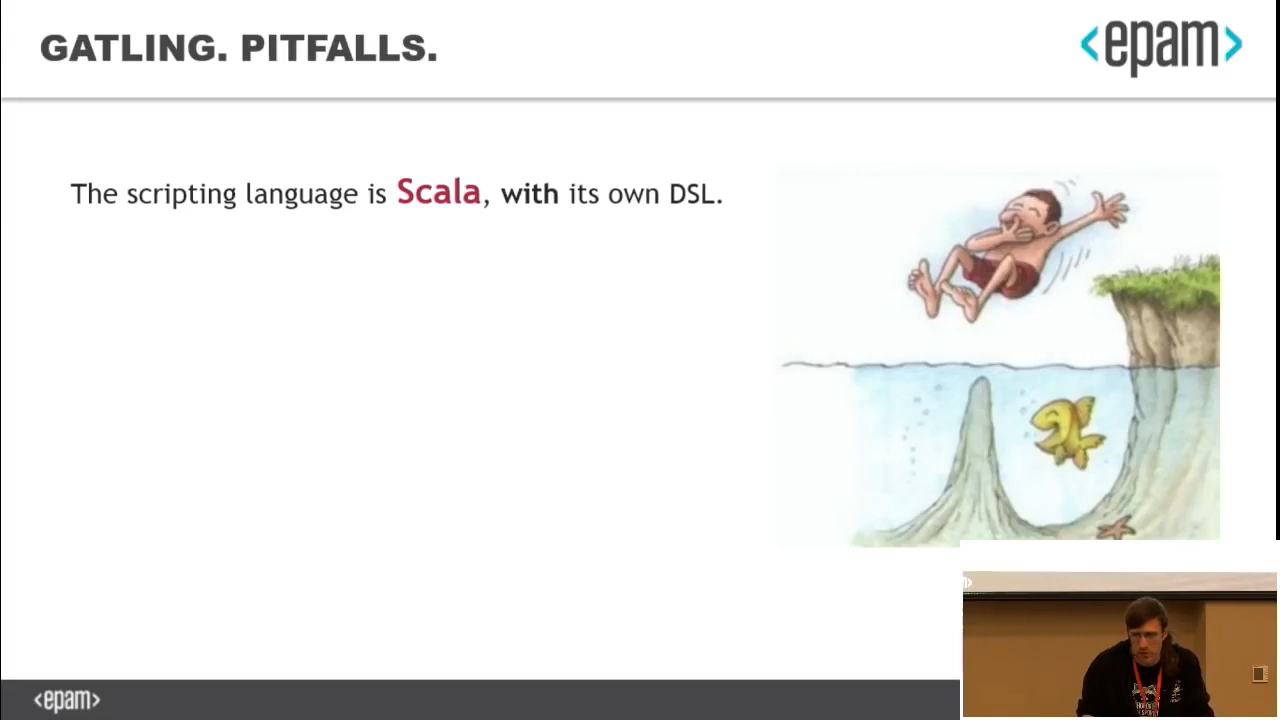 GATLING. PITFALLS.
<epam>
The scripting language is Scala, with its own DSL.
<epam>